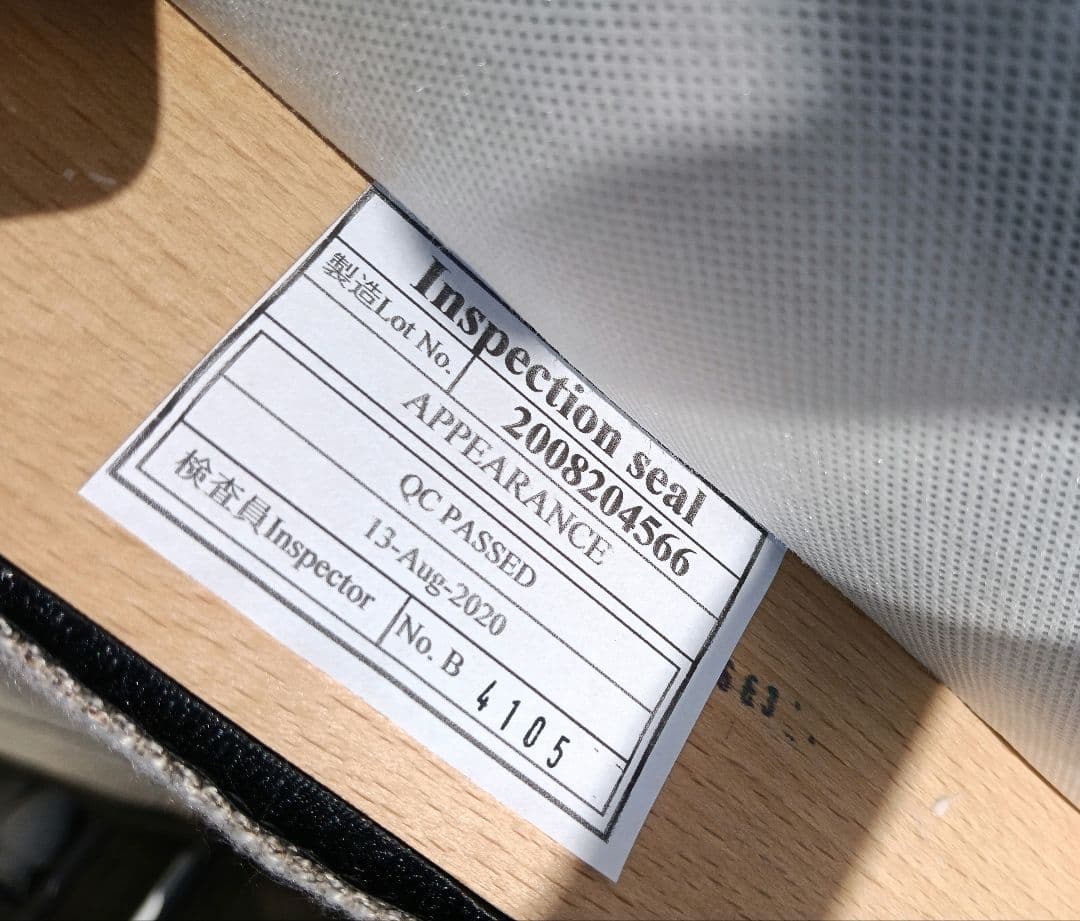 Inspection seal
製造Lot No. 2008204566
APPEARANCE
QC PASSED
13-Aug-2020
検査員Inspector No. B 4105